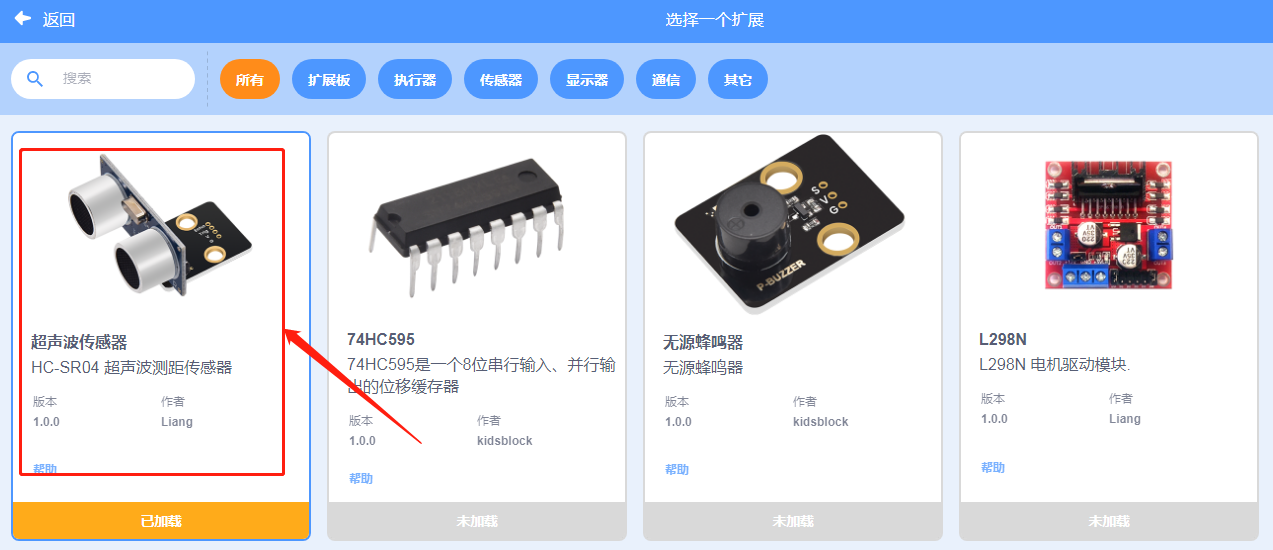 返回
选择一个扩展
搜索
所有
扩展板
执行器
传感器
显示器
通信
其它
超声波传感器
HC-SR04 超声波测距传感器
版本
作者
1.0.0
Liang
帮助
已加载
S
V
G
P-BUZZER
74HC595
74HC595是一个8位串行输入、并行输
出的位移缓存器
版本
作者
1.0.0
kidsblock
帮助
未加载
无源蜂鸣器
无源蜂鸣器
版本
作者
1.0.0
kidsblock
帮助
未加载
L298N
L298N 电机驱动模块.
版本
作者
1.0.0
Liang
帮助
未加载